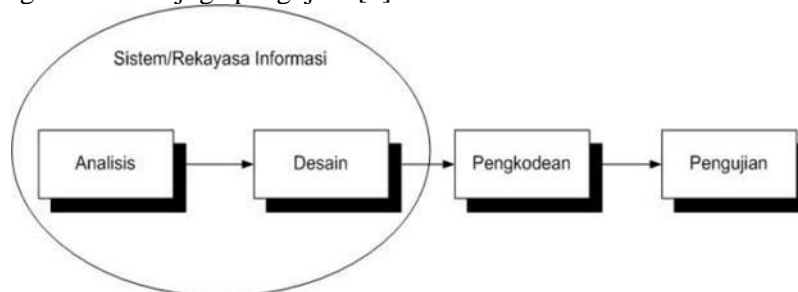 Sistem/Rekayasa Informasi
Analisis
Desain
Pengkodean
Pengujian